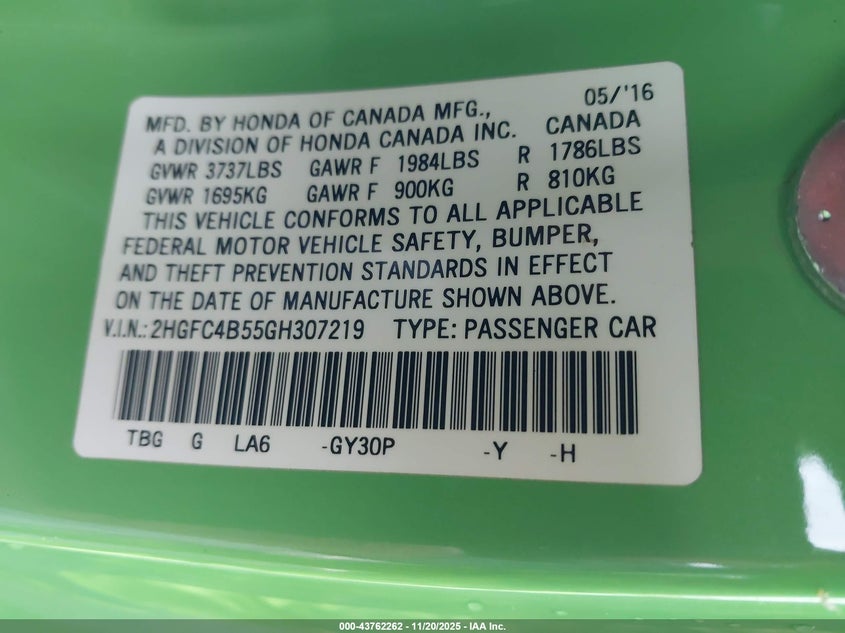 05/'16
MFD. BY HONDA OF CANADA MFG.,
A DIVISION OF HONDA CANADA INC. CANADA
GVWR 3737LBS GAWR F 1984LBS R 1786LBS
GVWR 1695KG GAWR F 900KG R 810KG
THIS VEHICLE CONFORMS TO ALL APPLICABLE
FEDERAL MOTOR VEHICLE SAFETY, BUMPER,
AND THEFT PREVENTION STANDARDS IN EFFECT
ON THE DATE OF MANUFACTURE SHOWN ABOVE.
V.I.N.: 2HGFC4B55GH307219 TYPE: PASSENGER CAR
TBG G LA6 -GY30P -Y -H
000-43762262 - 11/20/2025 - IAA Inc.